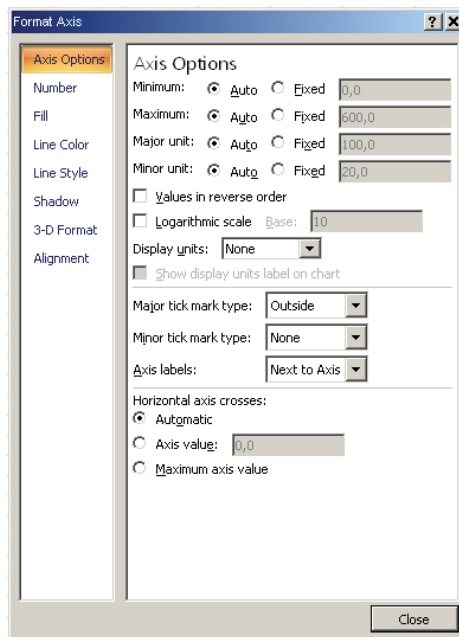 Format Axis
Axis Options
Number
Fill
Line Color
Line Style
Shadow
3-D Format
Alignment
Axis Options
Minimum: Auto Fixed 0,0
Maximum: Auto Fixed 600,0
Major unit: Auto Fixed 100,0
Minor unit: Auto Fixed 20,0
Values in reverse order
Logarithmic scale Base: 10
Display units: None
Show display units label on chart
Major tick mark type: Outside
Minor tick mark type: None
Axis labels: Next to Axis
Horizontal axis crosses:
Automatic
Axis value: 0,0
Maximum axis value
Close